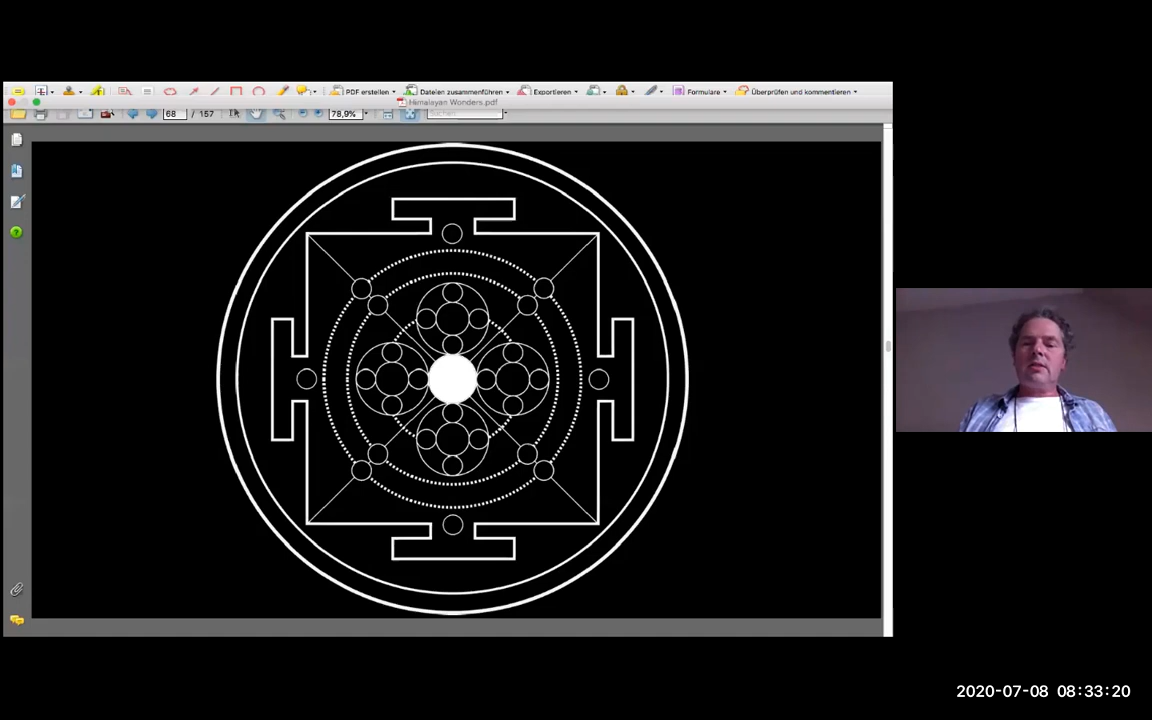 PDF erstellen Dateien zusammenführen Exportieren Formulare Überprüfen und kommentieren
Himalayan Wonders.pdf
68 / 157 78,9% Suchen
2020-07-08 08:33:20